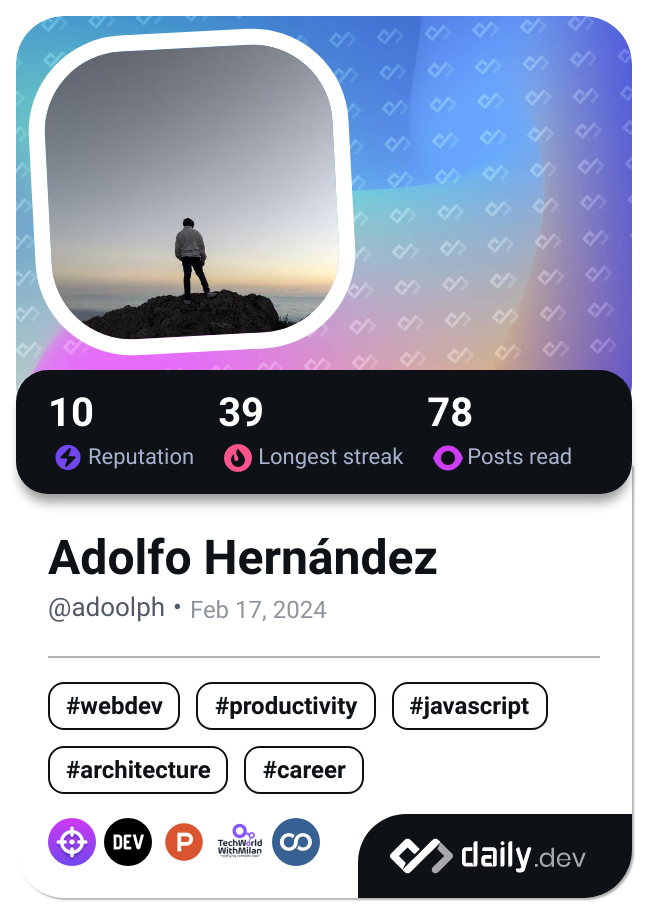 10 39 78
Reputation Longest streak Posts read
Adolfo Hernández
@adoolph • Feb 17, 2024
#webdev #productivity #javascript
#architecture #career
DEV P TechWorld
WithMilan
daily.dev